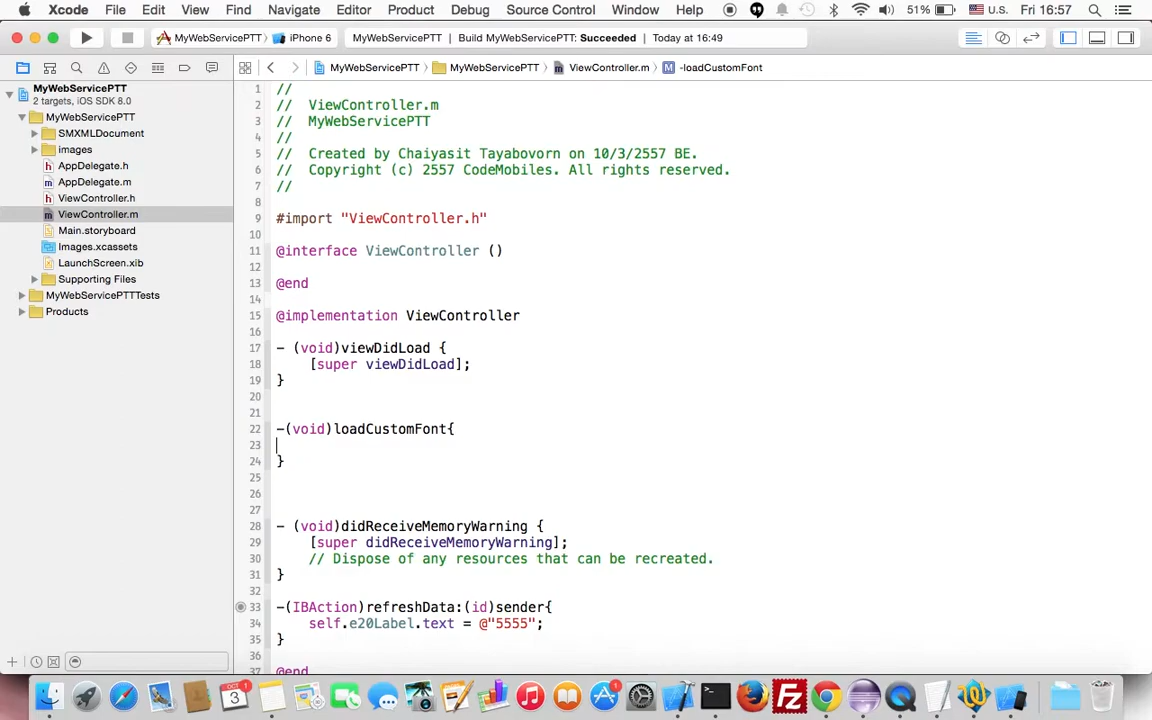 Xcode File Edit View Find Navigate Editor Product Debug Source Control Window Help 51% U.S. Fri 16:57
MyWebServicePTT iPhone 6 MyWebServicePTT | Build MyWebServicePTT: Succeeded | Today at 16:49
MyWebServicePTT MyWebServicePTT ViewController.m M -loadCustomFont
MyWebServicePTT
2 targets, iOS SDK 8.0
MyWebServicePTT
SMXMLDocument
images
AppDelegate.h
AppDelegate.m
ViewController.h
ViewController.m
Main.storyboard
Images.xcassets
LaunchScreen.xib
Supporting Files
MyWebServicePTTTests
Products
1 //
2 // ViewController.m
3 // MyWebServicePTT
4 //
5 // Created by Chaiyasit Tayabovorn on 10/3/2557 BE.
6 // Copyright (c) 2557 CodeMobiles. All rights reserved.
7 //
8
9 #import "ViewController.h"
10
11 @interface ViewController ()
12
13 @end
14
15 @implementation ViewController
16
17 - (void)viewDidLoad {
18 [super viewDidLoad];
19 }
20
21
22 -(void)loadCustomFont{
23
24 }
25
26
27
28 - (void)didReceiveMemoryWarning {
29 [super didReceiveMemoryWarning];
30 // Dispose of any resources that can be recreated.
31 }
32
33 -(IBAction)refreshData:(id)sender{
34 self.e20Label.text = @"5555";
35 }
36
37 @end
OCT
3
1
1